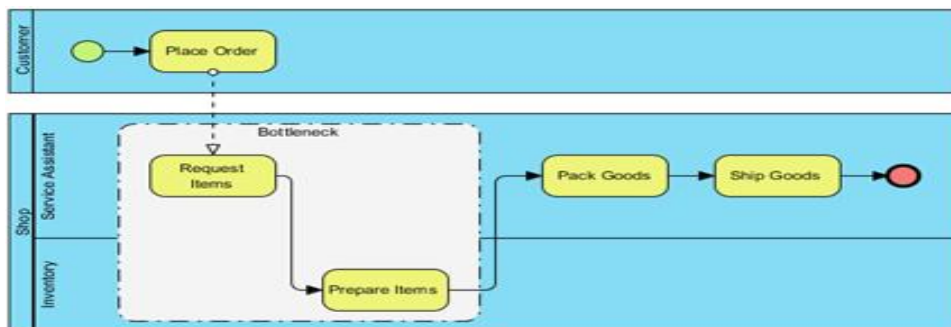 Customer
Place Order
Shop
Service Assistant
Bottleneck
Request
Items
Pack Goods
Ship Goods
Inventory
Prepare Items